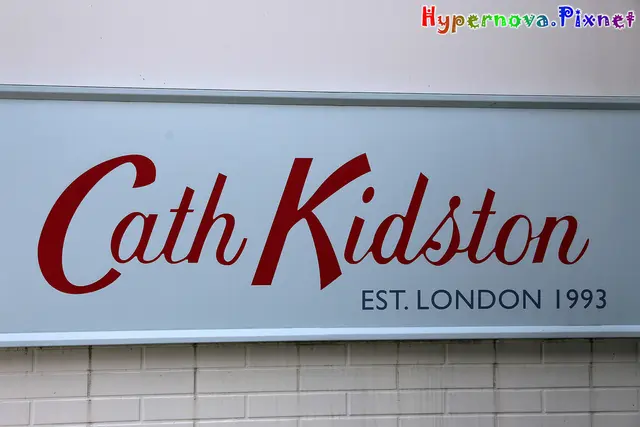 Hypernova.Pixnet
Cath Kidston
EST. LONDON 1993